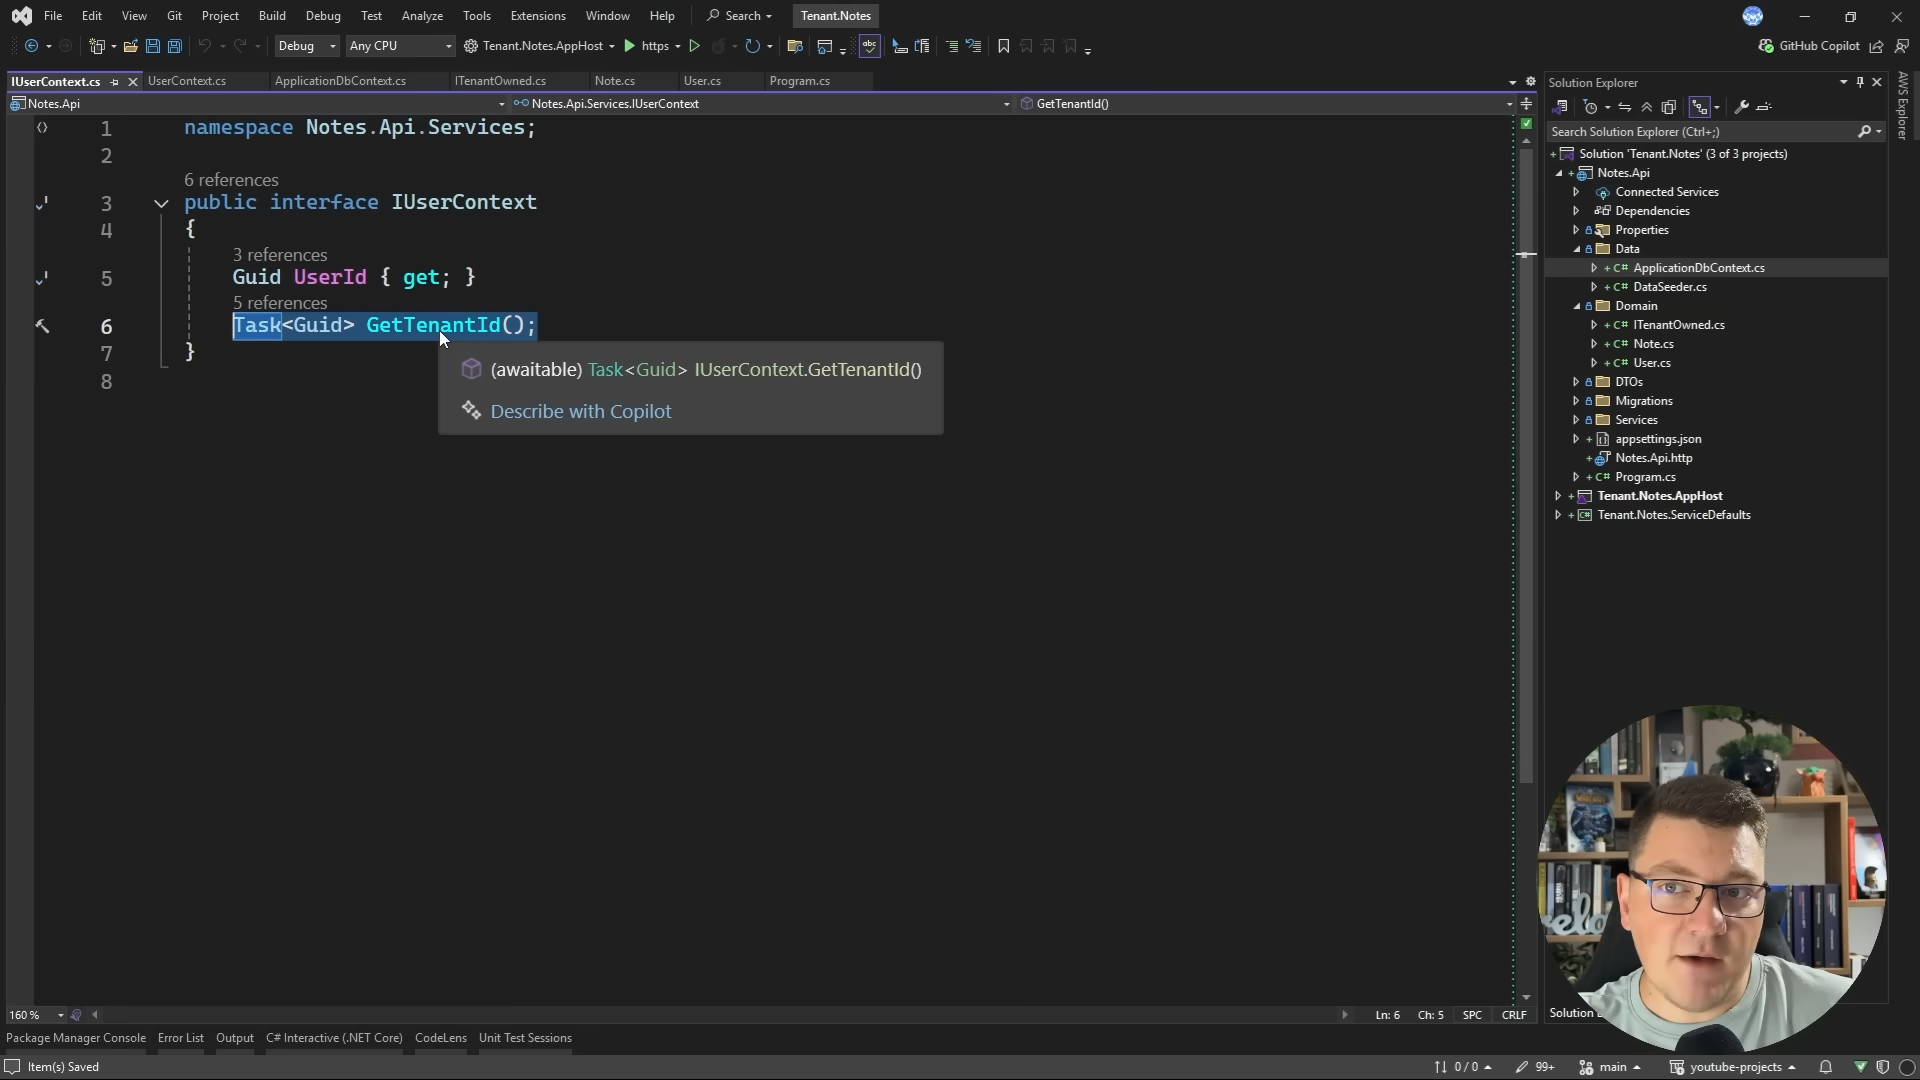 File Edit View Git Project Build Debug Test Analyze Tools Extensions Window Help Search Tenant.Notes
Debug Any CPU Tenant.Notes.AppHost https GitHub Copilot
IUserContext.cs UserContext.cs ApplicationDbContext.cs ITenantOwned.cs Note.cs User.cs Program.cs
Notes.Api Notes.Api.Services.IUserContext GetTenantId()
1 namespace Notes.Api.Services;
2
6 references
3 public interface IUserContext
4 {
3 references
5 Guid UserId { get; }
5 references
6 Task<Guid> GetTenantId();
7 }
8
(awaitable) Task<Guid> IUserContext.GetTenantId()
Describe with Copilot
Solution Explorer
Search Solution Explorer (Ctrl+;)
Solution 'Tenant.Notes' (3 of 3 projects)
Notes.Api
Connected Services
Dependencies
Properties
Data
C# ApplicationDbContext.cs
C# DataSeeder.cs
Domain
C# ITenantOwned.cs
C# Note.cs
C# User.cs
DTOs
Migrations
Services
appsettings.json
Notes.Api.http
C# Program.cs
Tenant.Notes.AppHost
Tenant.Notes.ServiceDefaults
AWS Explorer
160 % Ln: 6 Ch: 5 SPC CRLF
Solution
Package Manager Console Error List Output C# Interactive (.NET Core) CodeLens Unit Test Sessions
Item(s) Saved 0 / 0 99+ main youtube-projects